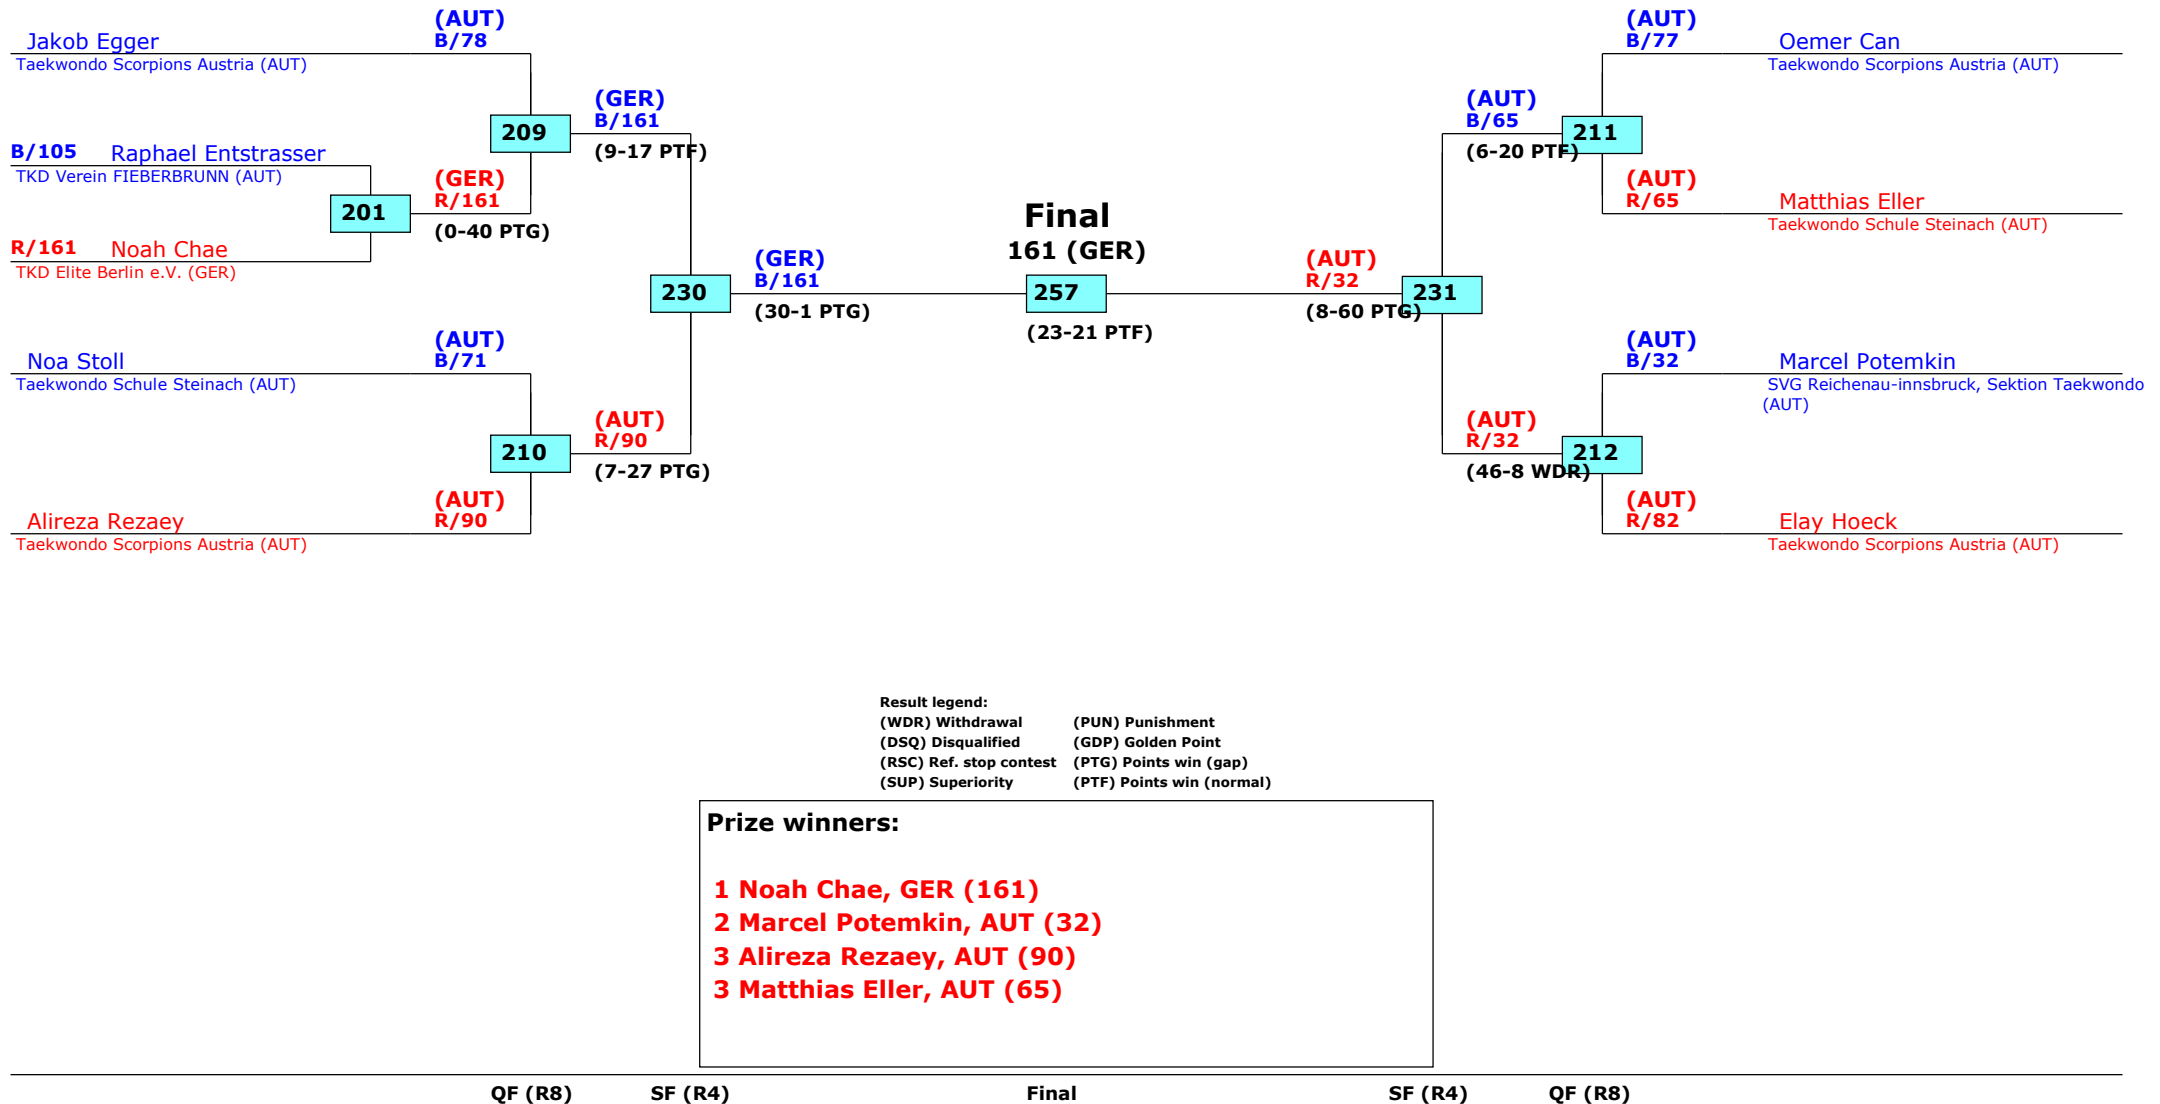 (AUT)
B/78
Jakob Egger
Taekwondo Scorpions Austria (AUT)
209
(GER)
B/161
(9-17 PTF)
B/105 Raphael Entstrasser
TKD Verein FIEBERBRUNN (AUT)
201
(GER)
R/161
(0-40 PTG)
R/161 Noah Chae
TKD Elite Berlin e.V. (GER)
230
(GER)
B/161
(30-1 PTG)
(AUT)
B/71
Noa Stoll
Taekwondo Schule Steinach (AUT)
210
(AUT)
R/90
(7-27 PTG)
(AUT)
R/90
Alireza Rezaey
Taekwondo Scorpions Austria (AUT)
Final
161 (GER)
257
(23-21 PTF)
(AUT)
B/77
Oemer Can
Taekwondo Scorpions Austria (AUT)
(AUT)
B/65
(6-20 PTF)
211
(AUT)
R/65
Matthias Eller
Taekwondo Schule Steinach (AUT)
(AUT)
R/32
(8-60 PTG)
231
(AUT)
B/32
Marcel Potemkin
SVG Reichenau-innsbruck, Sektion Taekwondo
(AUT)
(AUT)
R/32
(46-8 WDR)
212
(AUT)
R/82
Elay Hoeck
Taekwondo Scorpions Austria (AUT)
Result legend:
(WDR) Withdrawal (PUN) Punishment
(DSQ) Disqualified (GDP) Golden Point
(RSC) Ref. stop contest (PTG) Points win (gap)
(SUP) Superiority (PTF) Points win (normal)
Prize winners:
1 Noah Chae, GER (161)
2 Marcel Potemkin, AUT (32)
3 Alireza Rezaey, AUT (90)
3 Matthias Eller, AUT (65)
QF (R8) SF (R4) Final SF (R4) QF (R8)